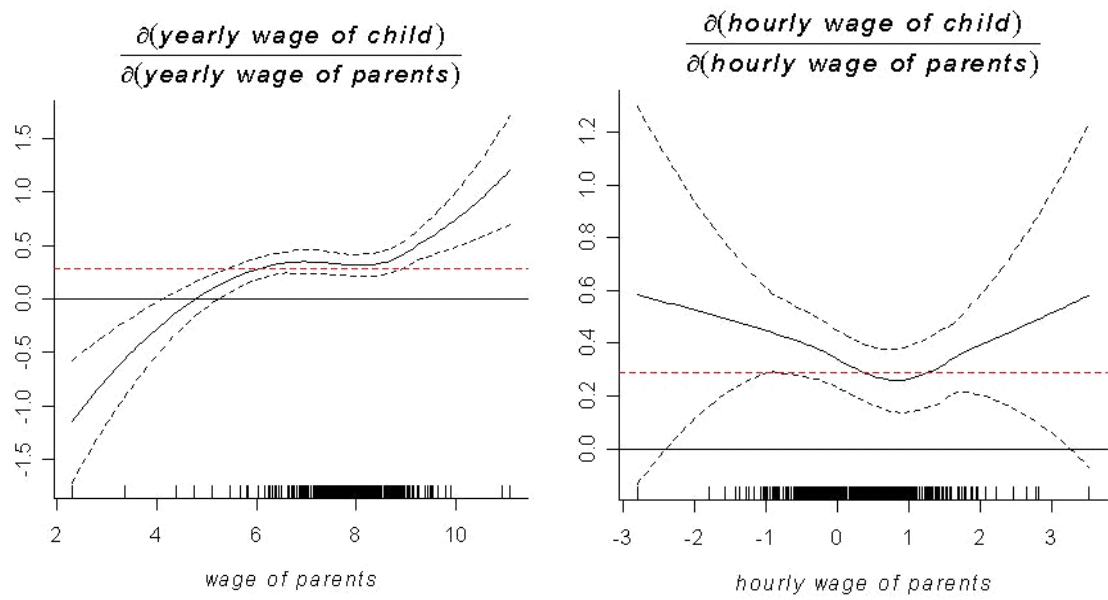 ∂(yearly wage of child)
∂(yearly wage of parents)
1.5
1.0
0.5
0.0
-0.5
-1.0
-1.5
2 4 6 8 10
wage of parents
∂(hourly wage of child)
∂(hourly wage of parents)
1.2
1.0
0.8
0.6
0.4
0.2
0.0
-3 -2 -1 0 1 2 3
hourly wage of parents